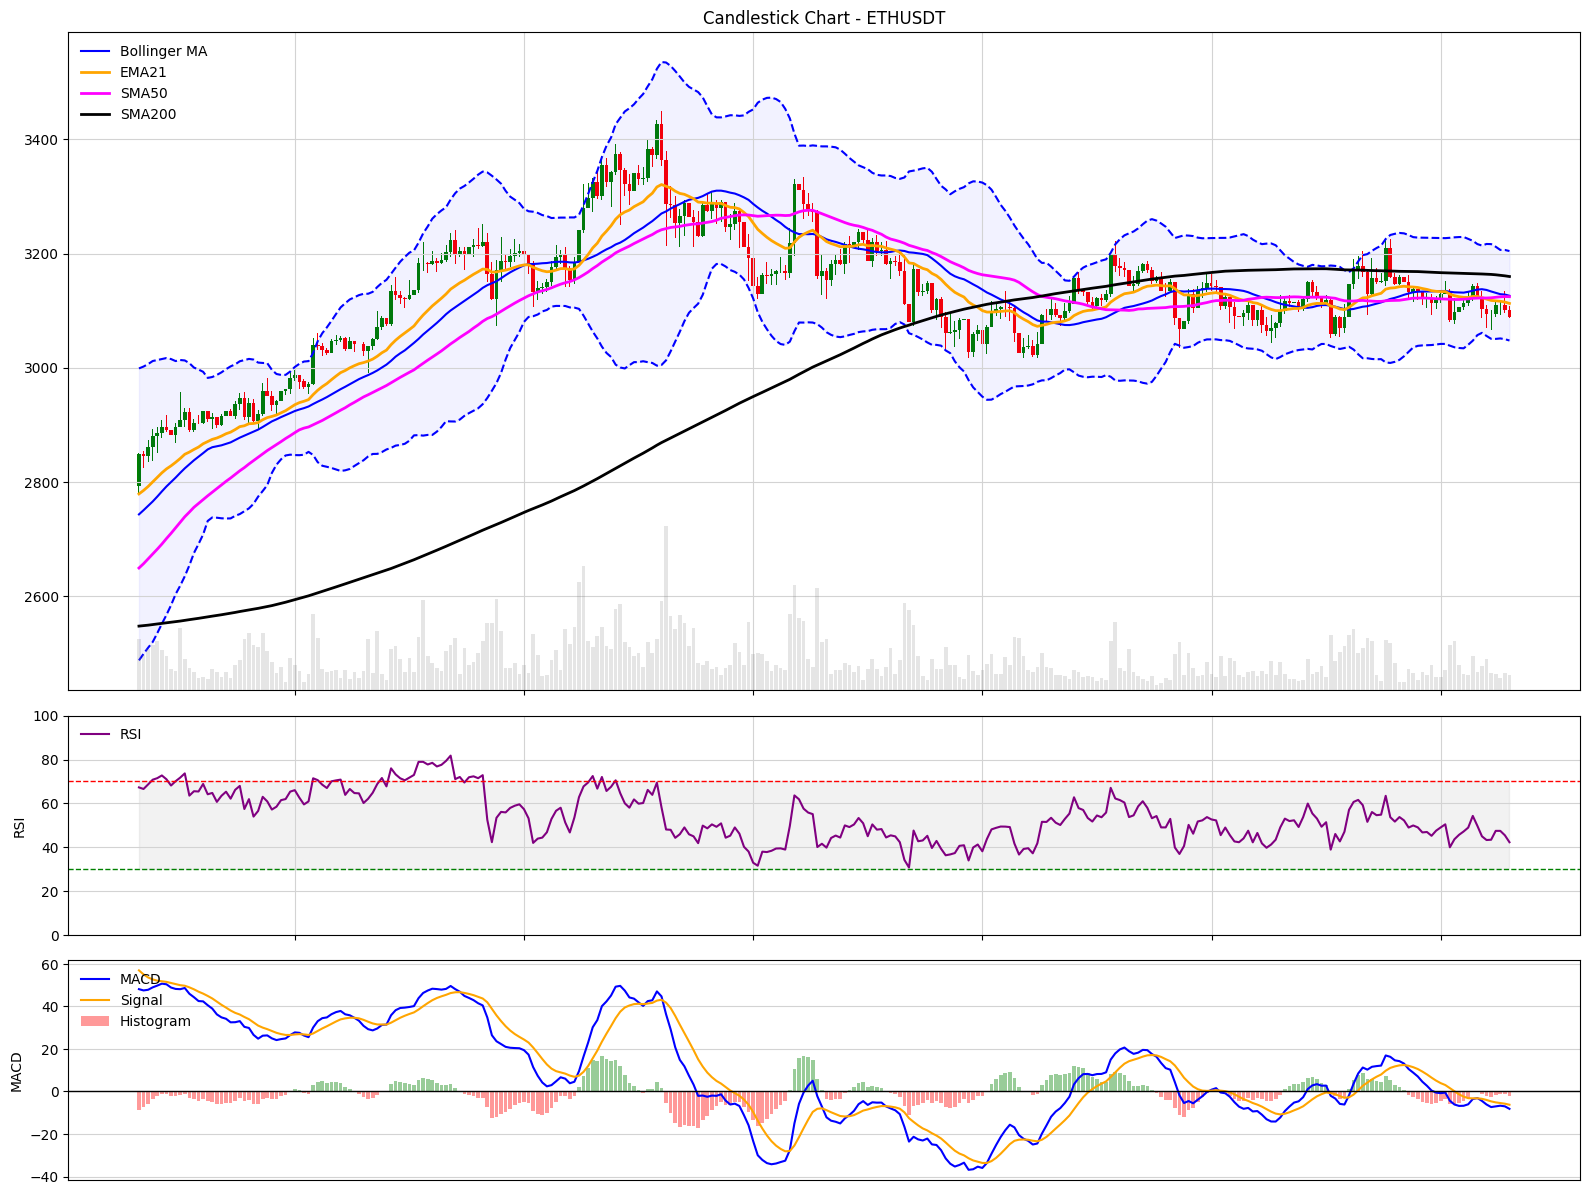 Candlestick Chart - ETHUSDT
Bollinger MA
EMA21
SMA50
SMA200
3400
3200
3000
2800
2600
100
80
60
40
20
0
RSI
RSI
60
40
20
0
−20
−40
MACD
MACD
Signal
Histogram